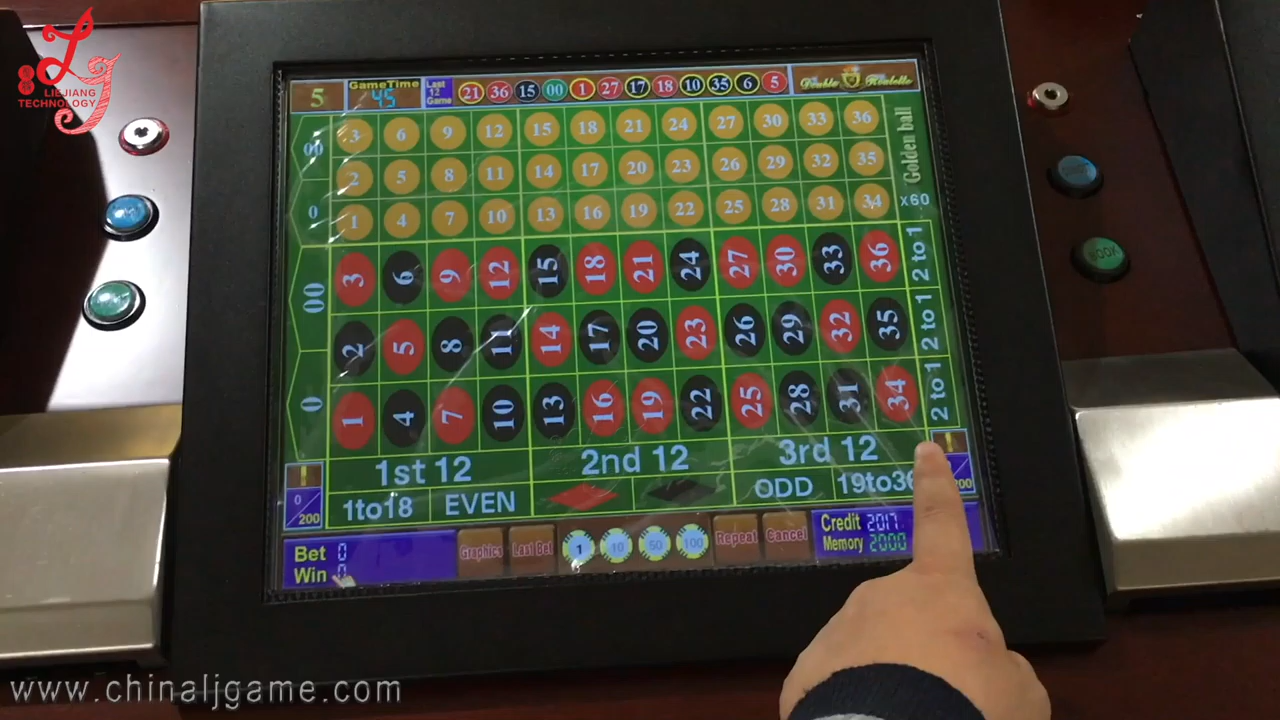 LJ
LIEJIANG
TECHNOLOGY
5
GameTime
45
Last
12
Game
21 36 15 00 1 27 17 18 10 35 6 5
Double Roulette
00 3 6 9 12 15 18 21 24 27 30 33 36
2 5 8 11 14 17 20 23 26 29 32 35
0 1 4 7 10 13 16 19 22 25 28 31 34
Golden ball
x60
00 3 6 9 12 15 18 21 24 27 30 33 36 2 to 1
2 5 8 11 14 17 20 23 26 29 32 35 2 to 1
0 1 4 7 10 13 16 19 22 25 28 31 34 2 to 1
1st 12 2nd 12 3rd 12
! !
0
200
200
1to18 EVEN ODD 19to36
Bet 0
Win 0
Graphics Last Bet 1 10 50 100 Repeat Cancel
Credit 2017
Memory 2000
www.chinaljgame.com